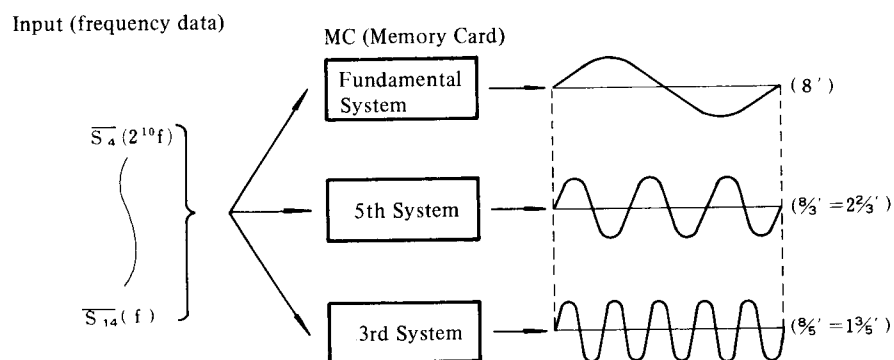 Input (frequency data)
MC (Memory Card)
Fundamental
System
(8′)
S̅₄(2¹⁰f)
5th System
(8/3′ = 2 2/3′)
S̅₁₄(f)
3rd System
(8/5′ = 1 3/5′)